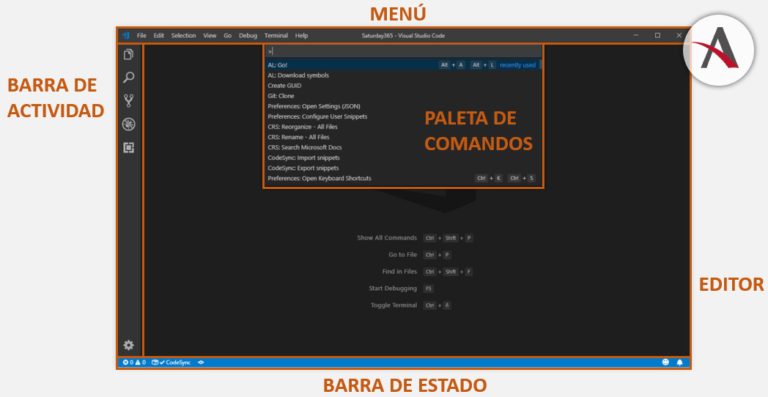 MENÚ
File Edit Selection View Go Debug Terminal Help Saturday365 - Visual Studio Code
BARRA DE
ACTIVIDAD
>
AL: Go! Alt + A Alt + L recently used
AL: Download symbols
Create GUID
Git: Clone
Preferences: Open Settings (JSON)
Preferences: Configure User Snippets
CRS: Reorganize - All Files
CRS: Rename - All Files
CRS: Search Microsoft Docs
CodeSync: Import snippets
CodeSync: Export snippets
Preferences: Open Keyboard Shortcuts Ctrl + K Ctrl + S
PALETA DE
COMANDOS
Show All Commands Ctrl + Shift + P
Go to File Ctrl + P
Find in Files Ctrl + Shift + F
Start Debugging F5
Toggle Terminal Ctrl + Ñ
EDITOR
0 0 CodeSync
BARRA DE ESTADO